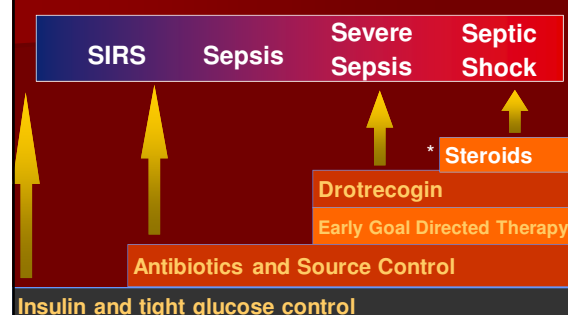 SIRS
Sepsis
Severe
Sepsis
Septic
Shock
* Steroids
Drotrecogin
Early Goal Directed Therapy
Antibiotics and Source Control
Insulin and tight glucose control